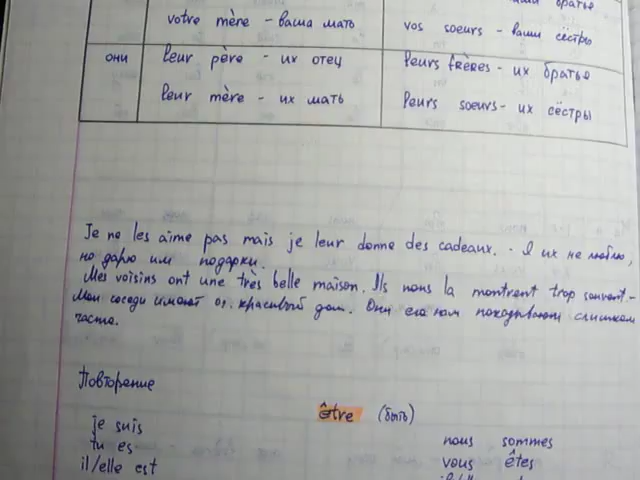 votre mère - ваша мать
vos soeurs - ваши сёстры
они
leur père - их отец
leurs frères - их братье
leur mère - их мать
leurs soeurs - их сёстры
Je ne les aime pas mais je leur donne des cadeaux. - Я их не люблю,
но дарю им подарки.
Mes voisins ont une très belle maison. Ils nous la montrent trop souvent. -
Мои соседи имеют оч. красивый дом. Они его нам показывают слишком
часто.
Повторение
être (быть)
je suis
nous sommes
tu es
vous êtes
il/elle est